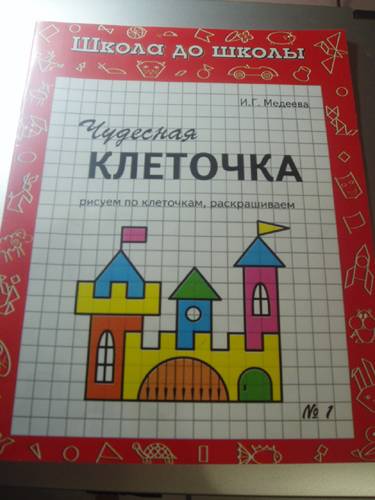 Школа до школы
И.Г. Медеева
Чудесная
КЛЕТОЧКА
рисуем по клеточкам, раскрашиваем
№ 1